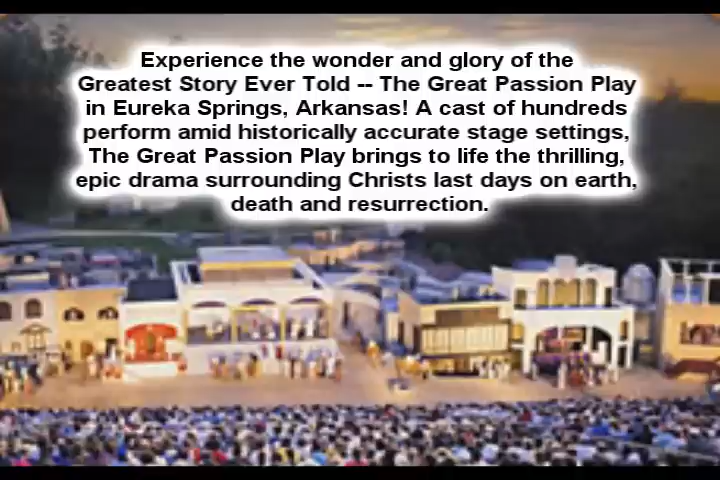 Experience the wonder and glory of the
Greatest Story Ever Told -- The Great Passion Play
in Eureka Springs, Arkansas! A cast of hundreds
perform amid historically accurate stage settings,
The Great Passion Play brings to life the thrilling,
epic drama surrounding Christs last days on earth,
death and resurrection.